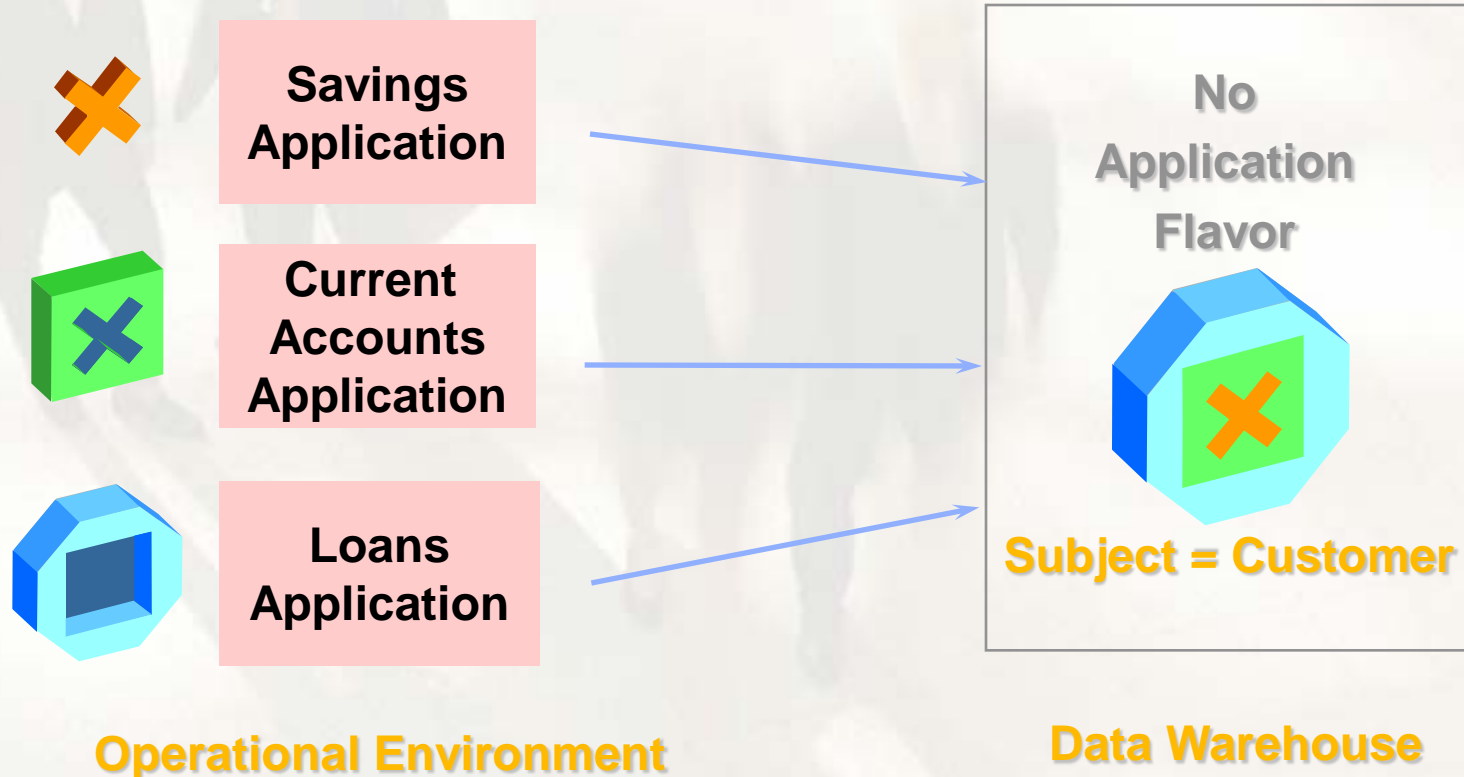 Savings
Application
Current
Accounts
Application
Loans
Application
No
Application
Flavor
Subject = Customer
Operational Environment
Data Warehouse